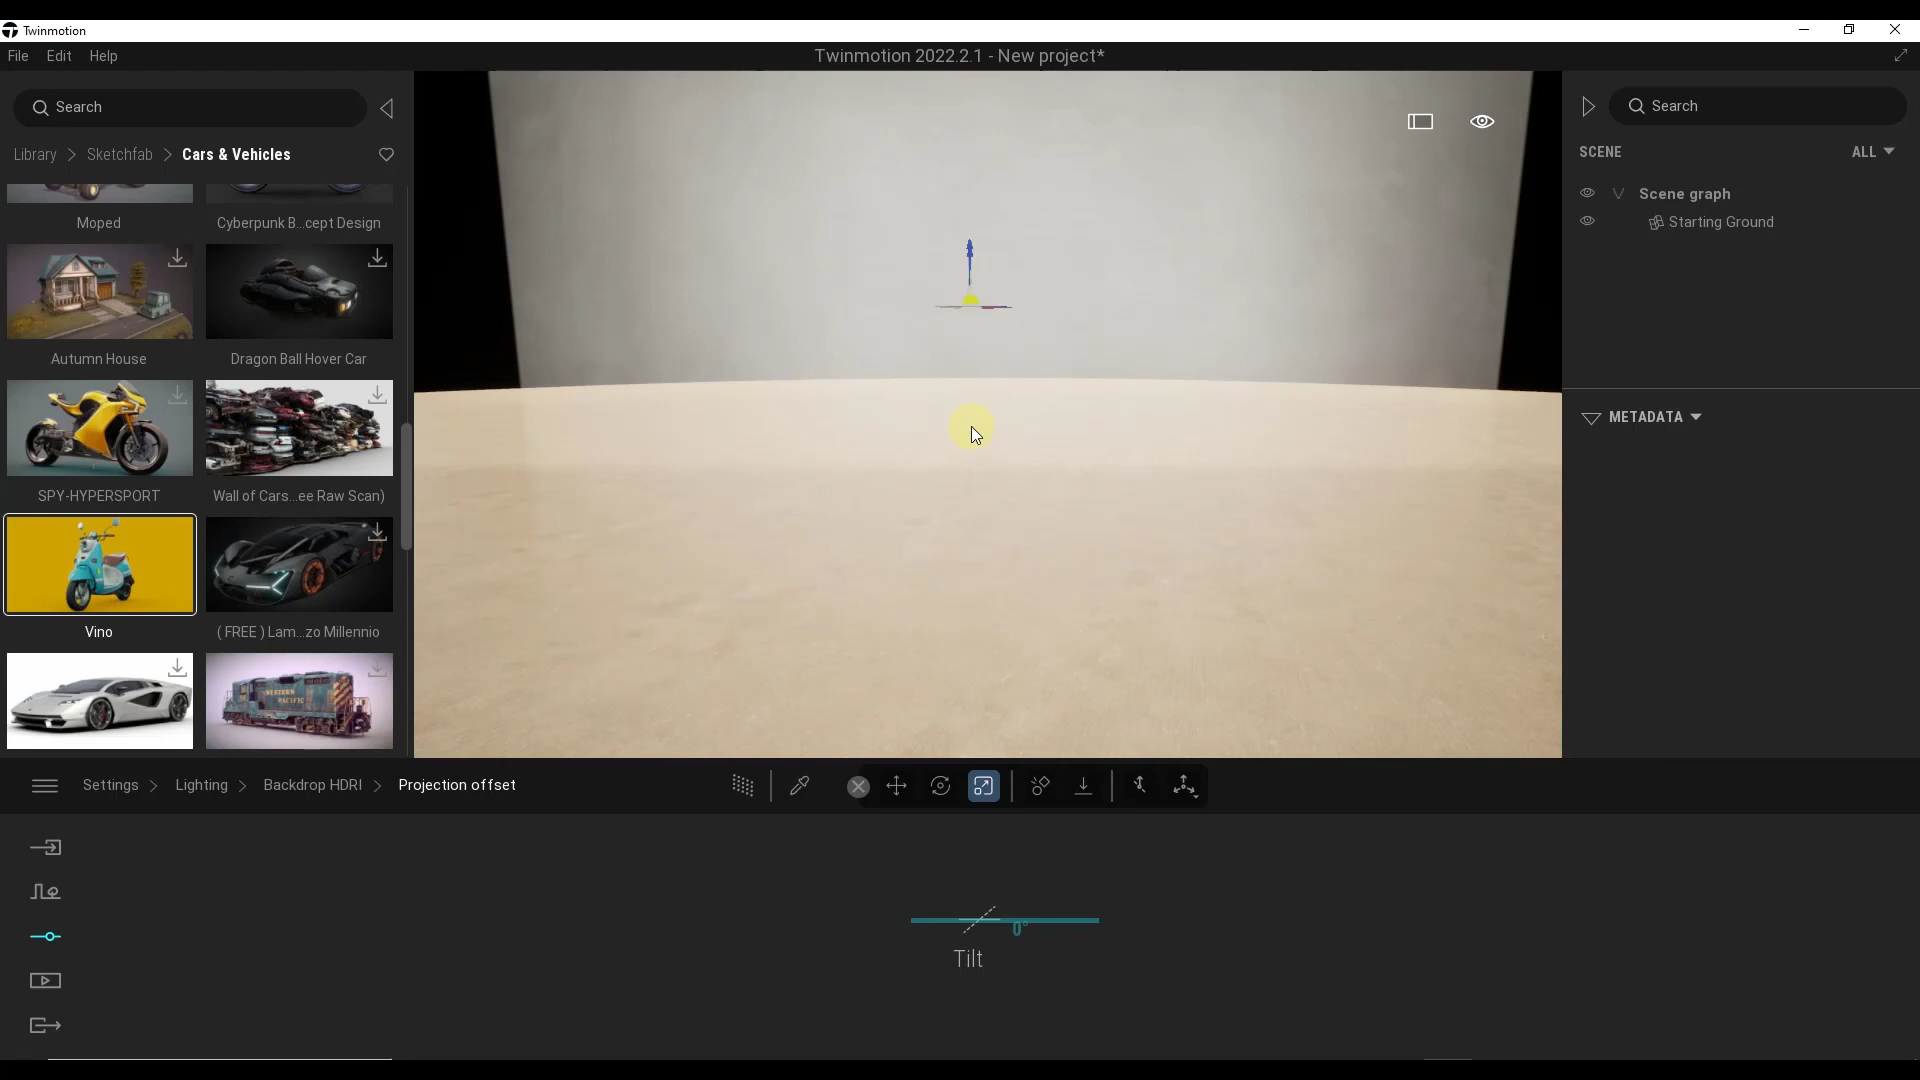 Twinmotion
File Edit Help
Twinmotion 2022.2.1 - New project*
Search
Library Sketchfab Cars & Vehicles
Moped
Cyberpunk B...cept Design
Autumn House
Dragon Ball Hover Car
SPY-HYPERSPORT
Wall of Cars...ee Raw Scan)
Vino
( FREE ) Lam...zo Millennio
WESTERN
PACIFIC
Search
SCENE
ALL
Scene graph
Starting Ground
METADATA
Settings Lighting Backdrop HDRI Projection offset
0°
Tilt